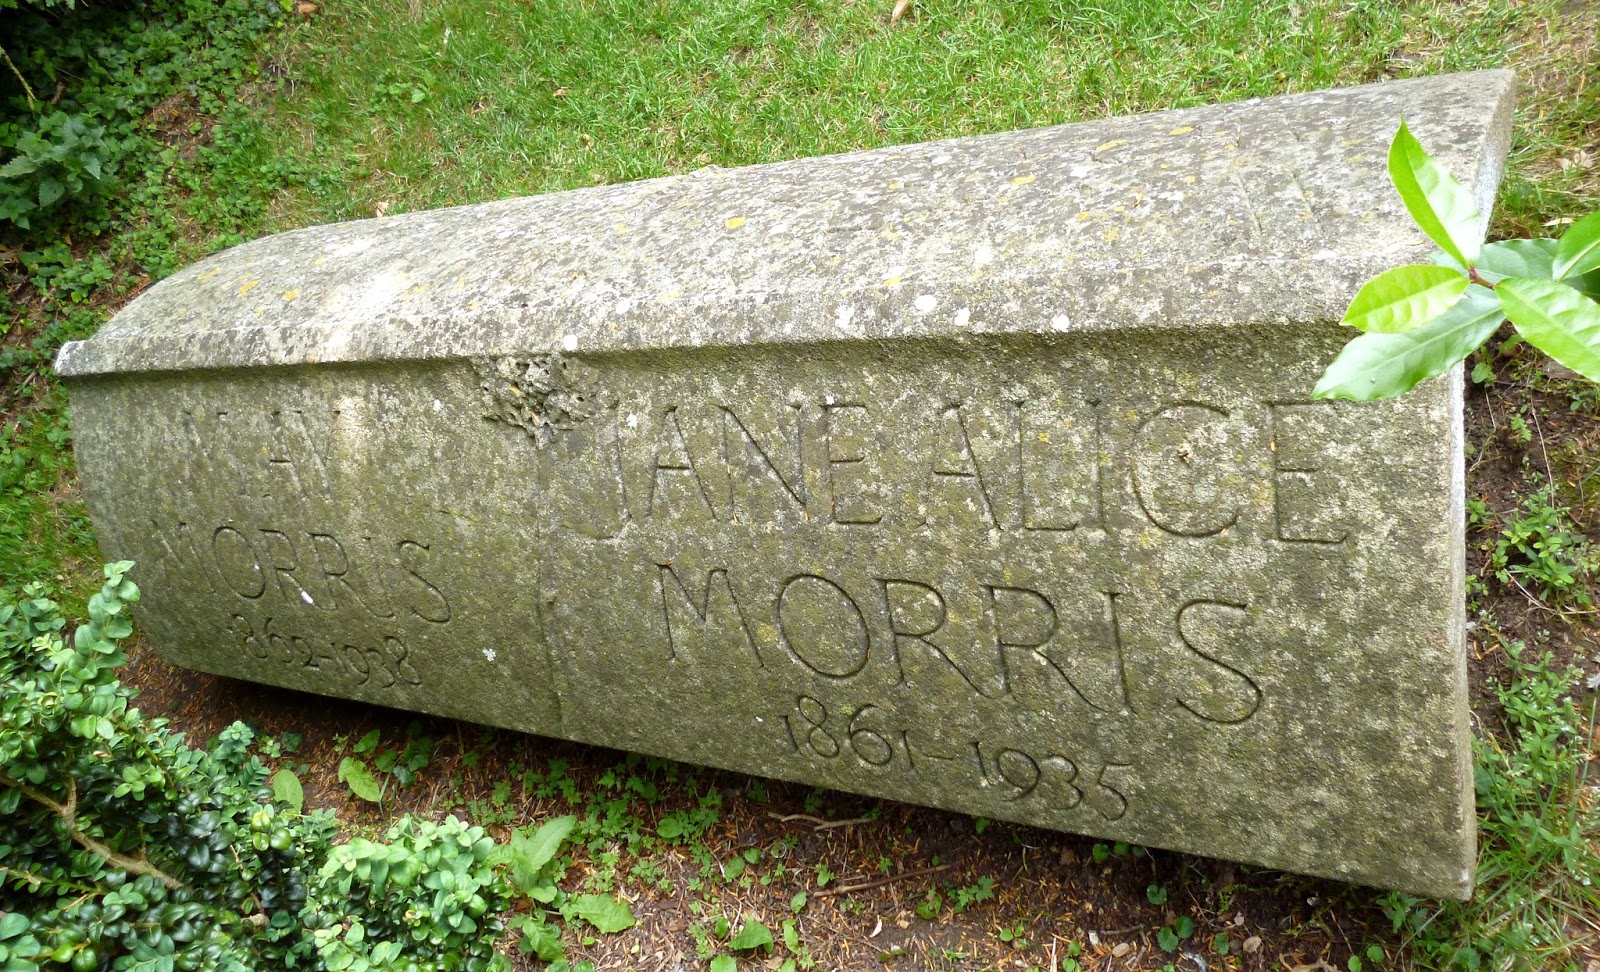 MAY
MORRIS
1862-1938
JANE ALICE
MORRIS
1861-1935